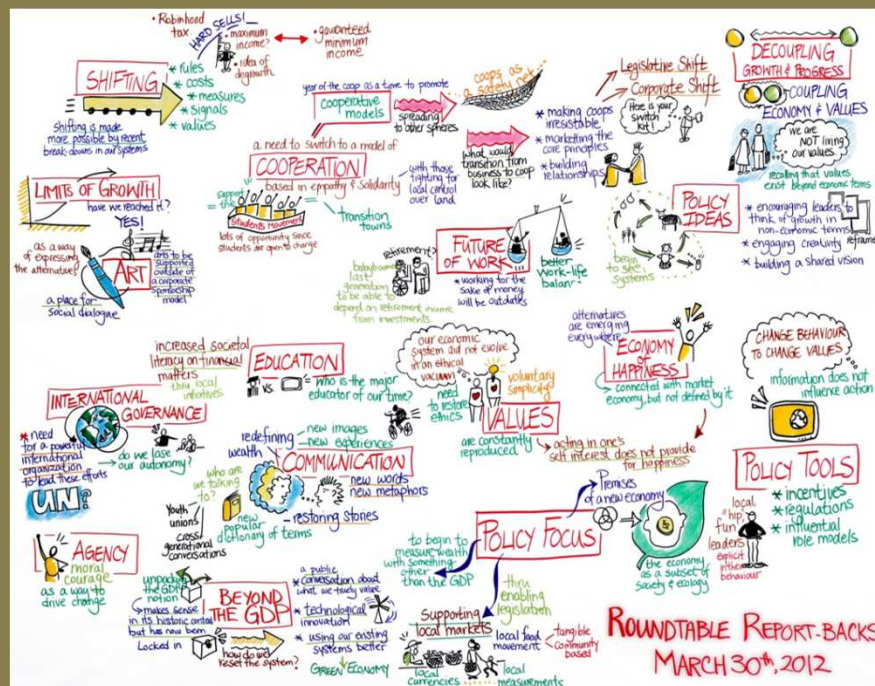 • Robinhood
tax.
HARD SELLS!
• maximum
income?
• idea of
degrowth
• guaranteed
minimum
income
SHIFTING
* rules
* costs
* measures
* signals
* values
shifting is made
more possible by recent
break-downs in our systems
year of the coop as a time to promote
cooperative
models
spreading
to other spheres
coops as
a safety net
what would
transition from
business to coop
look like?
* making coops
irresistable
* marketting the
core principles
* building
relationships
Legislative Shift
Corporate Shift
Here is your
switch
kit!
DECOUPLING
GROWTH & PROGRESS
COUPLING
ECONOMY & VALUES
we are
NOT living
our values
recalling that values
exist beyond economic terms
a need to switch to a model of
COOPERATION
based in empathy & solidarity
with those
fighting for
local control
over land
support
the
STUDENTS MOVEMENT
lots of opportunity since
students are open to change
transition
towns
LIMITS OF GROWTH
have we reached it?
YES!
as a way
of expressing
the alternative?
ART
arts to be
supported
outside of
a corporate
sponsorship
model
a place for
social dialogue
retirement?
babyboomers
last
generation
to be able to
depend on retirement income
from investments
FUTURE
OF WORK
* working for the
sake of money
will be outdated
better
work-life
balan
POLICY
IDEAS
begin
to see
systems
* encouraging leaders to
think of growth in
non-economic terms
* engaging creativity
* building a shared vision
reframe
increased societal
literacy on financial
matters
thru local
initiatives
EDUCATION
vs.
who is the major
educator of our time?
our economic
system did not evolve
in an ethical
vacuum
need
to restore
ethics
voluntary
simplicity
VALUES
are constantly
reproduced
acting in one's
self interest does not provide
for happiness
alternatives
are emerging
everywhere
ECONOMY
OF
HAPPINESS
connected with market
economy, but not defined by it
CHANGE BEHAVIOUR
TO CHANGE VALUES
information does not
influence action
INTERNATIONAL
GOVERNANCE
* need
for a powerful
international
organization
to lead these efforts
do we lose
our autonomy?
UN?
redefining
wealth
new images
new experiences
COMMUNICATION
new words
new metaphors
restoring stories
who are
we talking
to?
Youth
unions
cross
generational
conversations
new
popular
dictionary of terms
Premises
of a new economy
POLICY FOCUS
the economy
as a subset of
society & ecology
to begin to
measure wealth
with something
other
than the GDP
thru
enabling
legislation
POLICY TOOLS
* incentives
* regulations
* influential
role models
local
"hip"
fun
leaders
explicit
in their
behaviour
AGENCY
moral
courage
as a way to
drive change
unpacking
the GDP
notion
makes sense
in its historic context
but has now been
Locked in
BEYOND
THE GDP
how do we
reset the system?
a public
* conversation about
what we truly value
* technological
innovation
* using our existing
systems better
GREEN ECONOMY
Supporting
local markets
local food
movement
tangible
community
based
local
currencies
local
measurements
ROUNDTABLE REPORT-BACKS
MARCH 30th, 2012